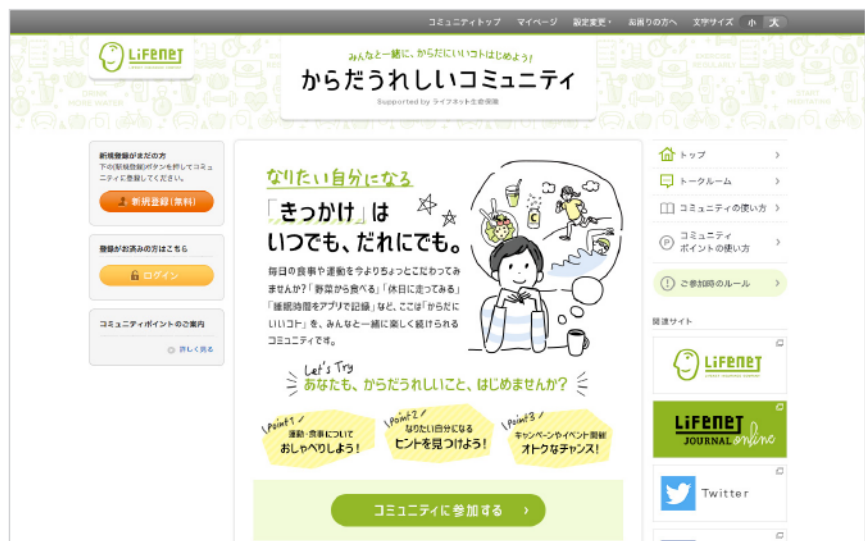 コミュニティトップ マイページ 設定変更・ お困りの方へ 文字サイズ 小 大
LIFENET
みんなと一緒に、からだにいいコトはじめよう!
からだうれしいコミュニティ
Supported by ライフネット生命保険
新規登録がまだの方
下の[新規登録]ボタンを押してコミュ
ニティに登録してください。
新規登録(無料)
登録がお済みの方はこちら
ログイン
コミュニティポイントのご案内
詳しく見る
なりたい自分になる
「きっかけ」は
いつでも、だれにでも。
毎日の食事や運動を今よりちょっとこだわってみ
ませんか?「野菜から食べる」「休日に走ってみる」
「睡眠時間をアプリで記録」など、ここは「からだに
いいコト」を、みんなと一緒に楽しく続けられる
コミュニティです。
C
Let's Try
あなたも、からだうれしいこと、はじめませんか?
Point1
運動・食事について
おしゃべりしよう!
Point2
なりたい自分になる
ヒントを見つけよう!
Point3
キャンペーンやイベント開催
オトクなチャンス!
コミュニティに参加する
トップ
トークルーム
コミュニティの使い方
P コミュニティ
ポイントの使い方
ご参加時のルール
関連サイト
LIFENET
LIFENET
JOURNAL online
Twitter